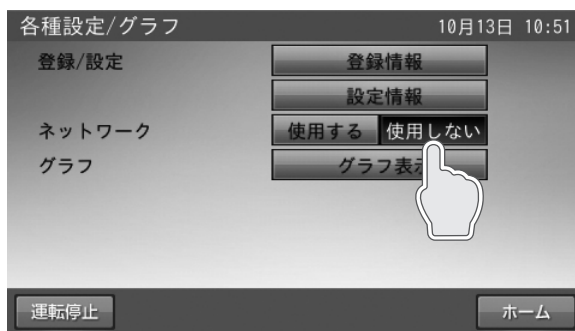 各種設定/グラフ 10月13日 10:51
登録/設定 登録情報
設定情報
ネットワーク 使用する 使用しない
グラフ グラフ表示
運転停止 ホーム